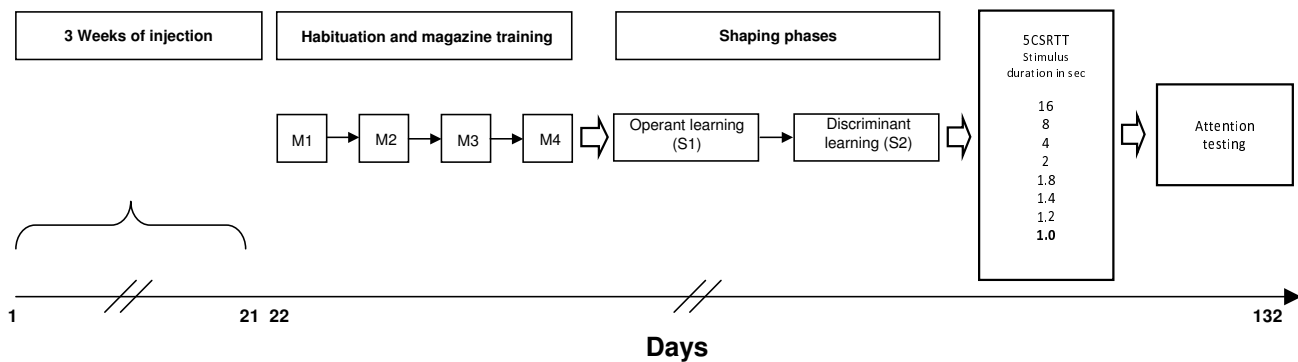 3 Weeks of injection
Habituation and magazine training
Shaping phases
5CSRTT
Stimulus
duration in sec
16
8
4
2
1.8
1.4
1.2
1.0
M1
M2
M3
M4
Operant learning
(S1)
Discriminant
learning (S2)
Attention
testing
1
21
22
132
Days